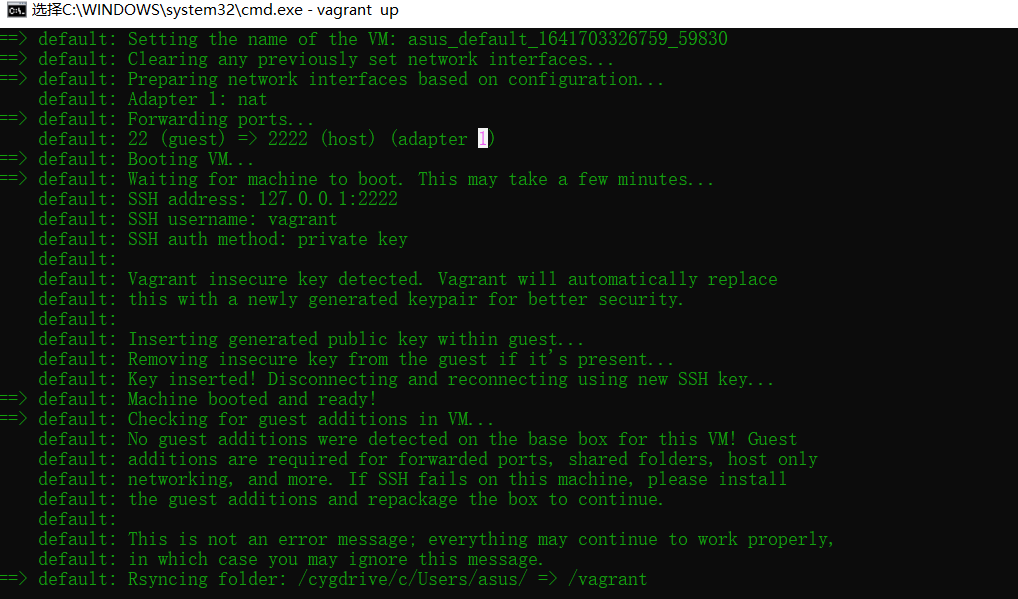 选择C:\WINDOWS\system32\cmd.exe - vagrant up
==> default: Setting the name of the VM: asus_default_1641703326759_59830
==> default: Clearing any previously set network interfaces...
==> default: Preparing network interfaces based on configuration...
default: Adapter 1: nat
==> default: Forwarding ports...
default: 22 (guest) => 2222 (host) (adapter 1)
==> default: Booting VM...
==> default: Waiting for machine to boot. This may take a few minutes...
default: SSH address: 127.0.0.1:2222
default: SSH username: vagrant
default: SSH auth method: private key
default:
default: Vagrant insecure key detected. Vagrant will automatically replace
default: this with a newly generated keypair for better security.
default:
default: Inserting generated public key within guest...
default: Removing insecure key from the guest if it's present...
default: Key inserted! Disconnecting and reconnecting using new SSH key...
==> default: Machine booted and ready!
==> default: Checking for guest additions in VM...
default: No guest additions were detected on the base box for this VM! Guest
default: additions are required for forwarded ports, shared folders, host only
default: networking, and more. If SSH fails on this machine, please install
default: the guest additions and repackage the box to continue.
default:
default: This is not an error message; everything may continue to work properly,
default: in which case you may ignore this message.
==> default: Rsyncing folder: /cygdrive/c/Users/asus/ => /vagrant